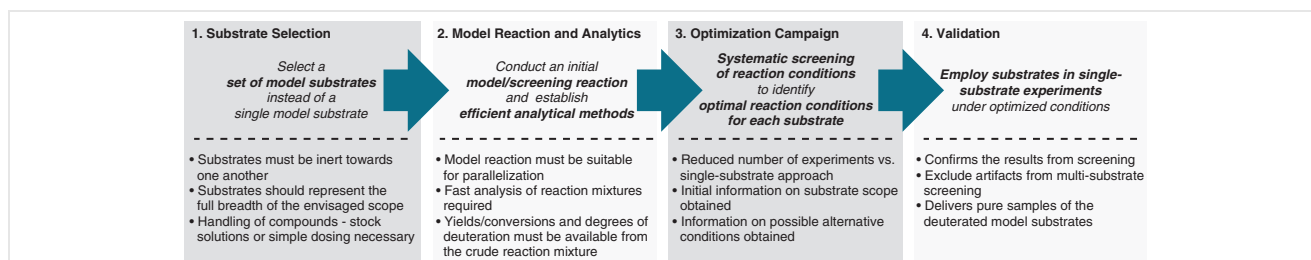 1. Substrate Selection
Select a
set of model substrates
instead of a
single model substrate
• Substrates must be inert towards
one another
• Substrates should represent the
full breadth of the envisaged scope
• Handling of compounds - stock
solutions or simple dosing necessary
2. Model Reaction and Analytics
Conduct an initial
model/screening reaction
and establish
efficient analytical methods
• Model reaction must be suitable
for parallelization
• Fast analysis of reaction mixtures
required
• Yields/conversions and degrees of
deuteration must be available from
the crude reaction mixture
3. Optimization Campaign
Systematic screening
of reaction conditions
to identify
optimal reaction conditions
for each substrate
• Reduced number of experiments vs.
single-substrate approach
• Initial information on substrate scope
obtained
• Information on possible alternative
conditions obtained
4. Validation
Employ substrates in single-
substrate experiments
under optimized conditions
• Confirms the results from screening
• Exclude artifacts from multi-substrate
screening
• Delivers pure samples of the
deuterated model substrates